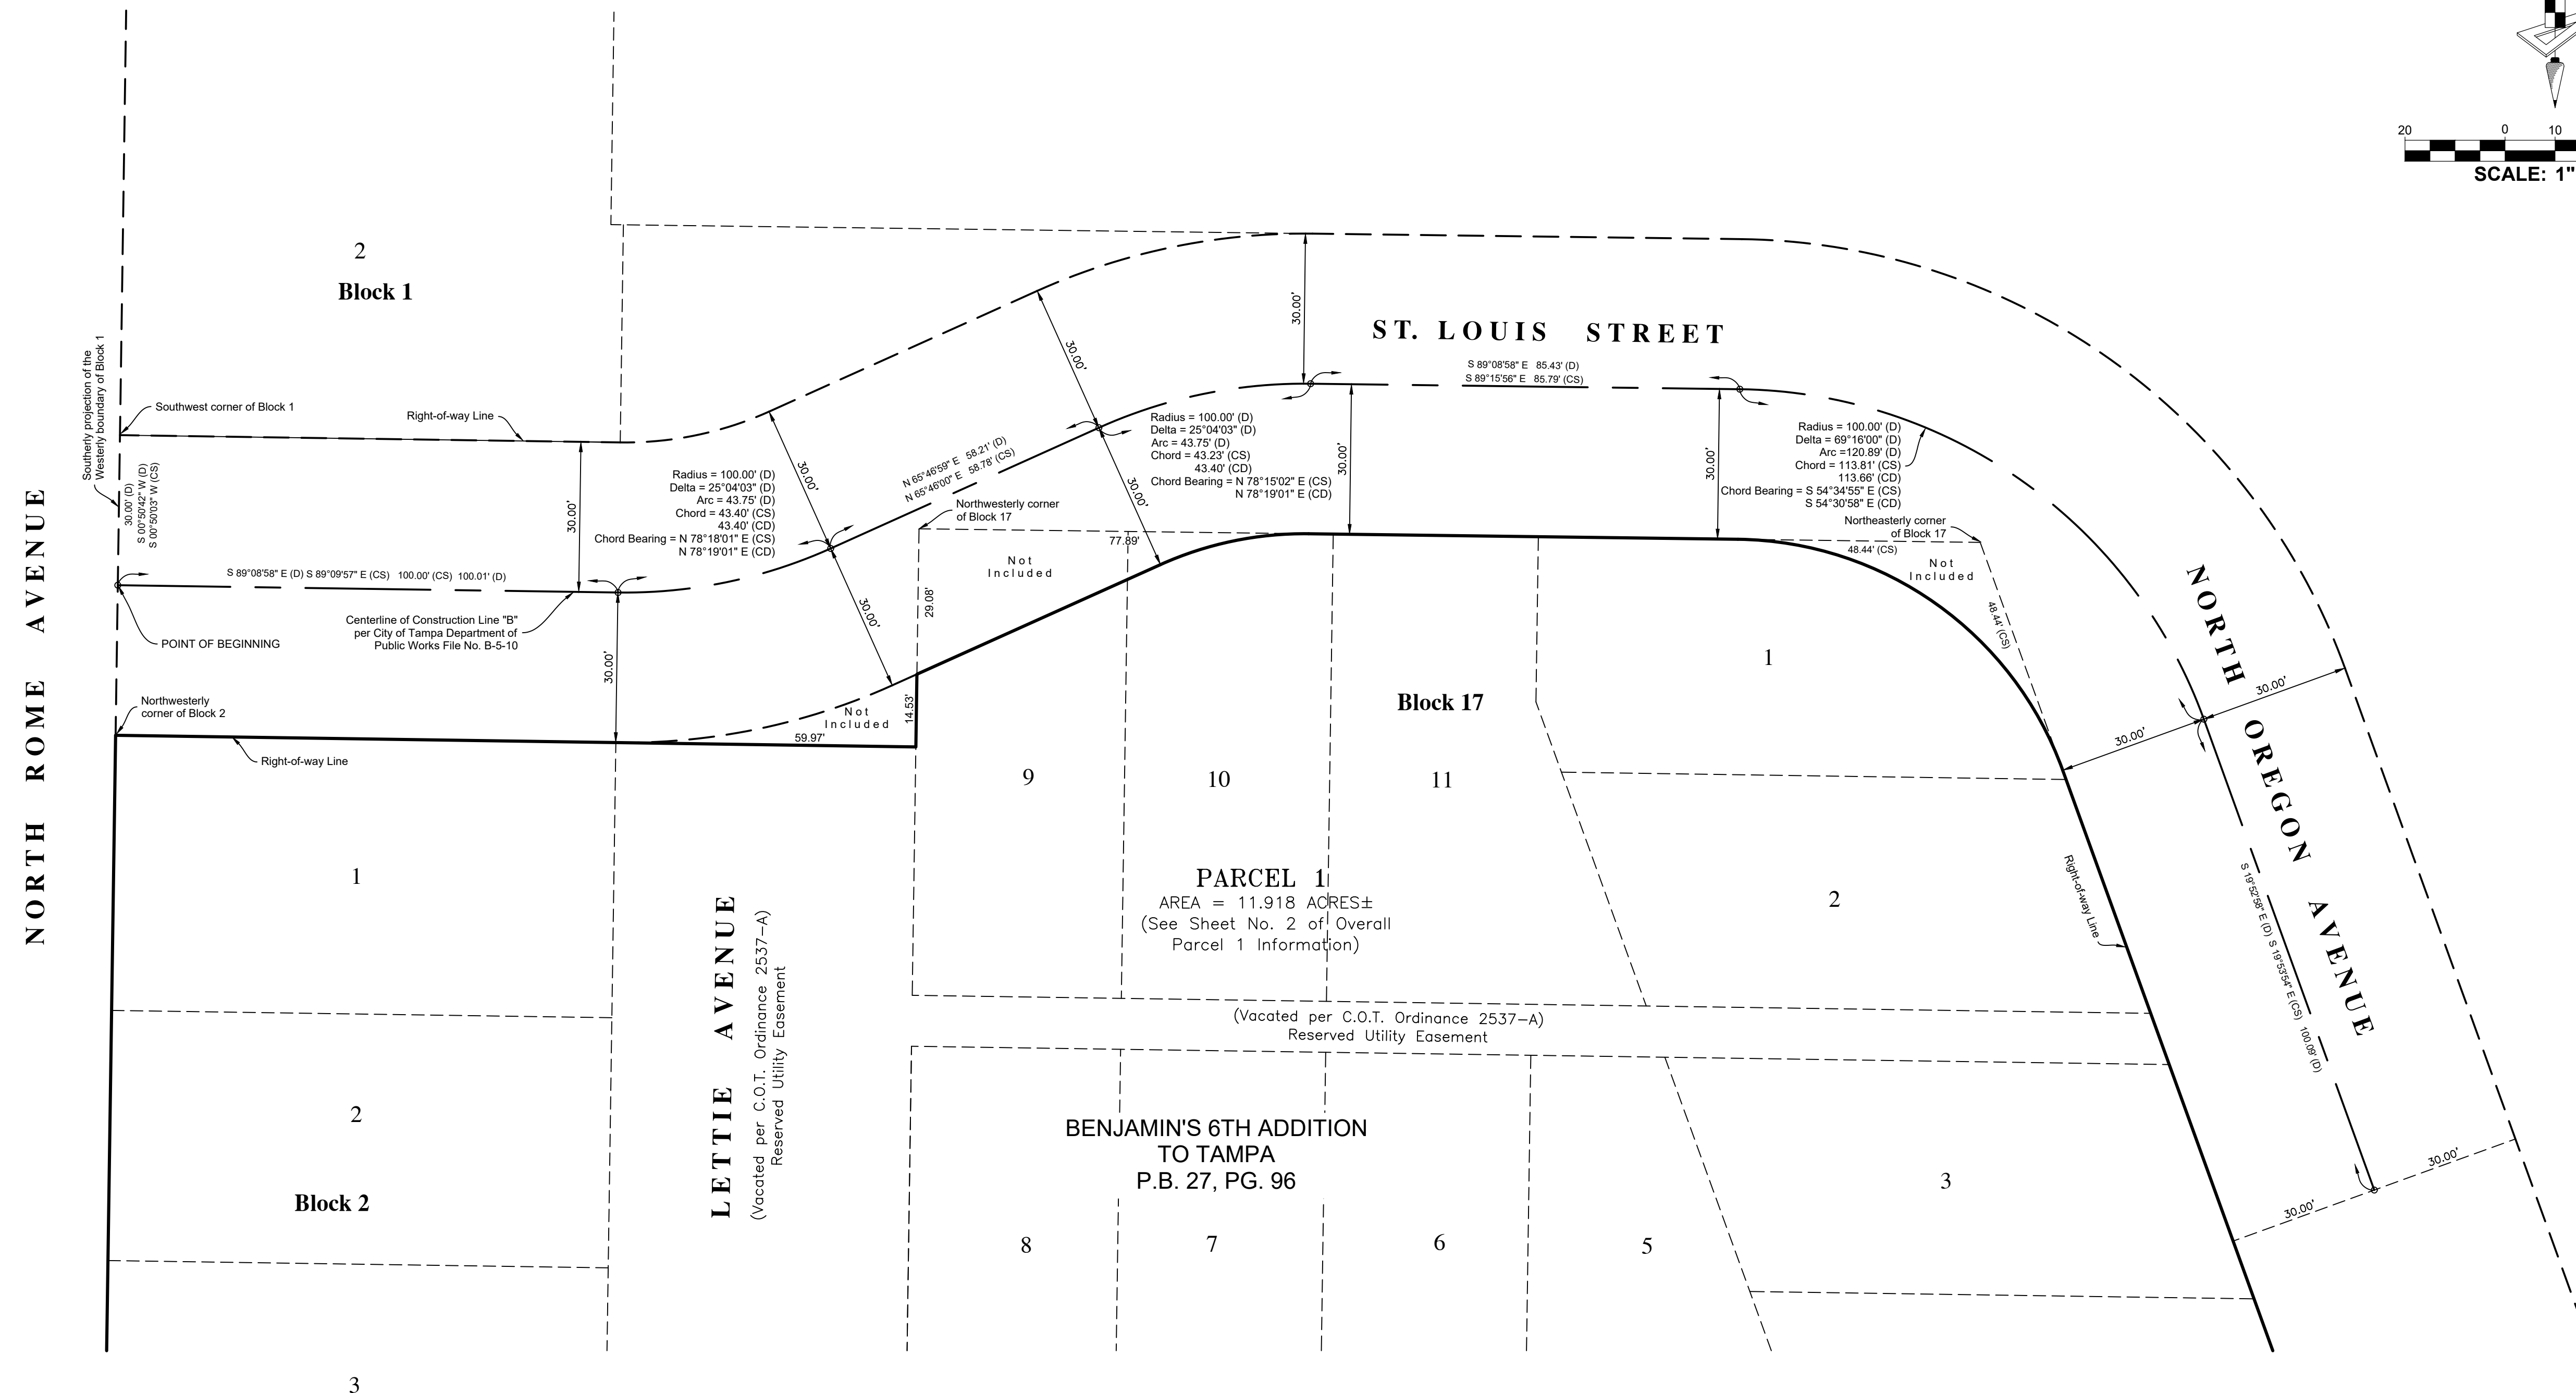 20 0 10
SCALE: 1"
2
Block 1
Southerly projection of the
Westerly boundary of Block 1
Southwest corner of Block 1
Right-of-way Line
30.00' (D)
S 00°50'42" W (D)
S 00°50'03" W (CS)
NORTH ROME AVENUE
S 89°08'58" E (D) S 89°09'57" E (CS) 100.00' (CS) 100.01' (D)
POINT OF BEGINNING
Centerline of Construction Line "B"
per City of Tampa Department of
Public Works File No. B-5-10
Northwesterly
corner of Block 2
Right-of-way Line
30.00'
30.00'
Radius = 100.00' (D)
Delta = 25°04'03" (D)
Arc = 43.75' (D)
Chord = 43.40' (CS)
43.40' (CD)
Chord Bearing = N 78°18'01" E (CS)
N 78°19'01" E (CD)
30.00'
30.00'
N 65°46'59" E 58.21' (D)
N 65°46'00" E 58.78' (CS)
Northwesterly corner
of Block 17
30.00'
30.00'
Radius = 100.00' (D)
Delta = 25°04'03" (D)
Arc = 43.75' (D)
Chord = 43.23' (CS)
43.40' (CD)
Chord Bearing = N 78°15'02" E (CS)
N 78°19'01" E (CD)
77.89'
Not
Included
29.08'
Not
Included
14.53'
59.97'
30.00'
30.00'
ST. LOUIS STREET
S 89°08'58" E 85.43' (D)
S 89°15'56" E 85.79' (CS)
30.00'
Radius = 100.00' (D)
Delta = 69°16'00" (D)
Arc =120.89' (D)
Chord = 113.81' (CS)
113.66' (CD)
Chord Bearing = S 54°34'55" E (CS)
S 54°30'58" E (CD)
Northeasterly corner
of Block 17
48.44' (CS)
Not
Included
48.44' (CS)
NORTH OREGON AVENUE
30.00'
30.00'
Right-of-way Line
S 19°52'58" E (D) S 19°53'54" E (CS) 100.09' (D)
30.00'
30.00'
1
Block 17
9
10
11
2
PARCEL 1
AREA = 11.918 ACRES±
(See Sheet No. 2 of Overall
Parcel 1 Information)
(Vacated per C.O.T. Ordinance 2537-A)
Reserved Utility Easement
1
2
Block 2
3
LETTIE AVENUE
(Vacated per C.O.T. Ordinance 2537-A)
Reserved Utility Easement
BENJAMIN'S 6TH ADDITION
TO TAMPA
P.B. 27, PG. 96
8
7
6
5
3